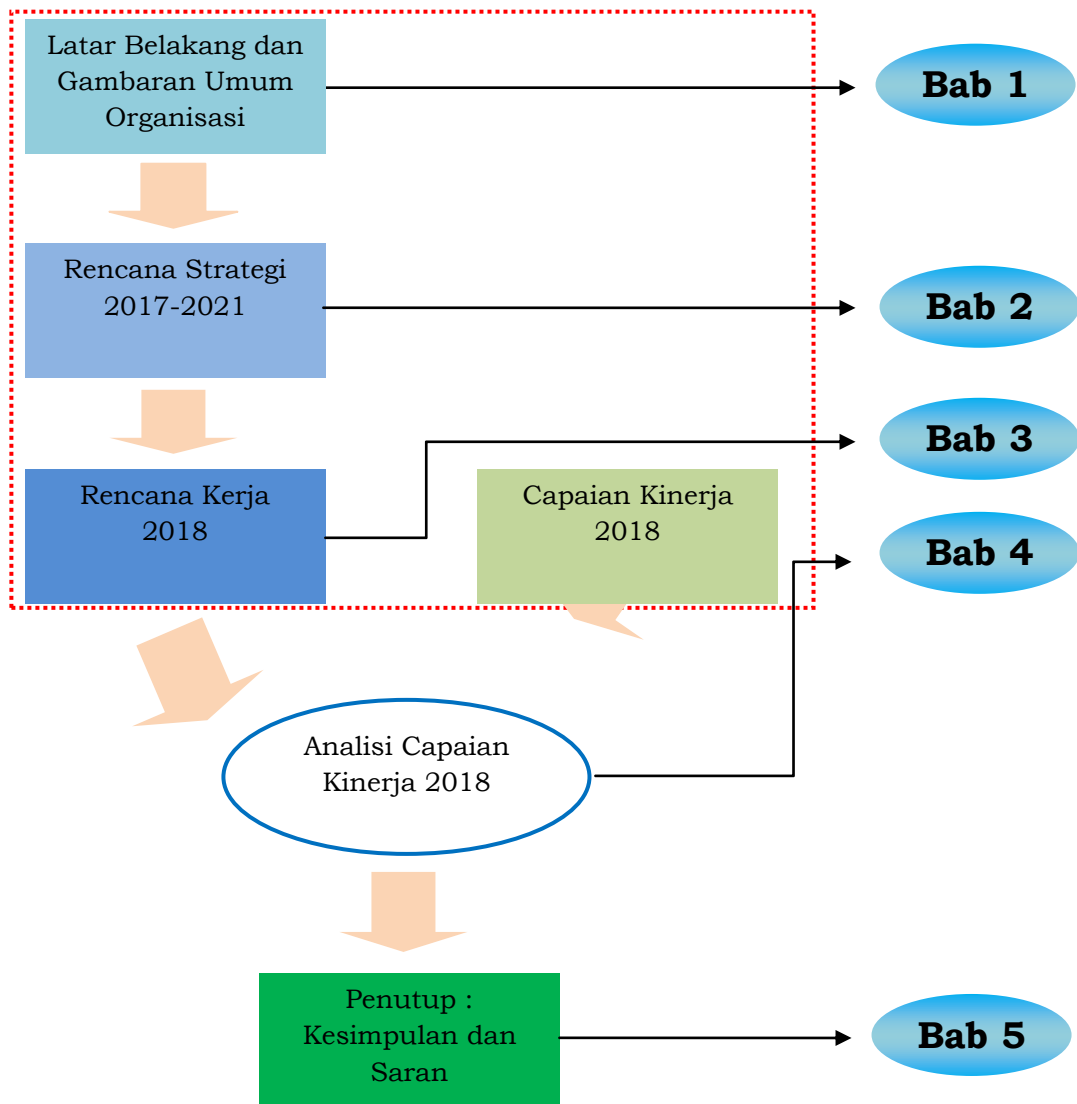 Latar Belakang dan
Gambaran Umum
Organisasi
Bab 1
Rencana Strategi
2017-2021
Bab 2
Bab 3
Rencana Kerja
2018
Capaian Kinerja
2018
Bab 4
Analisi Capaian
Kinerja 2018
Penutup :
Kesimpulan dan
Saran
Bab 5